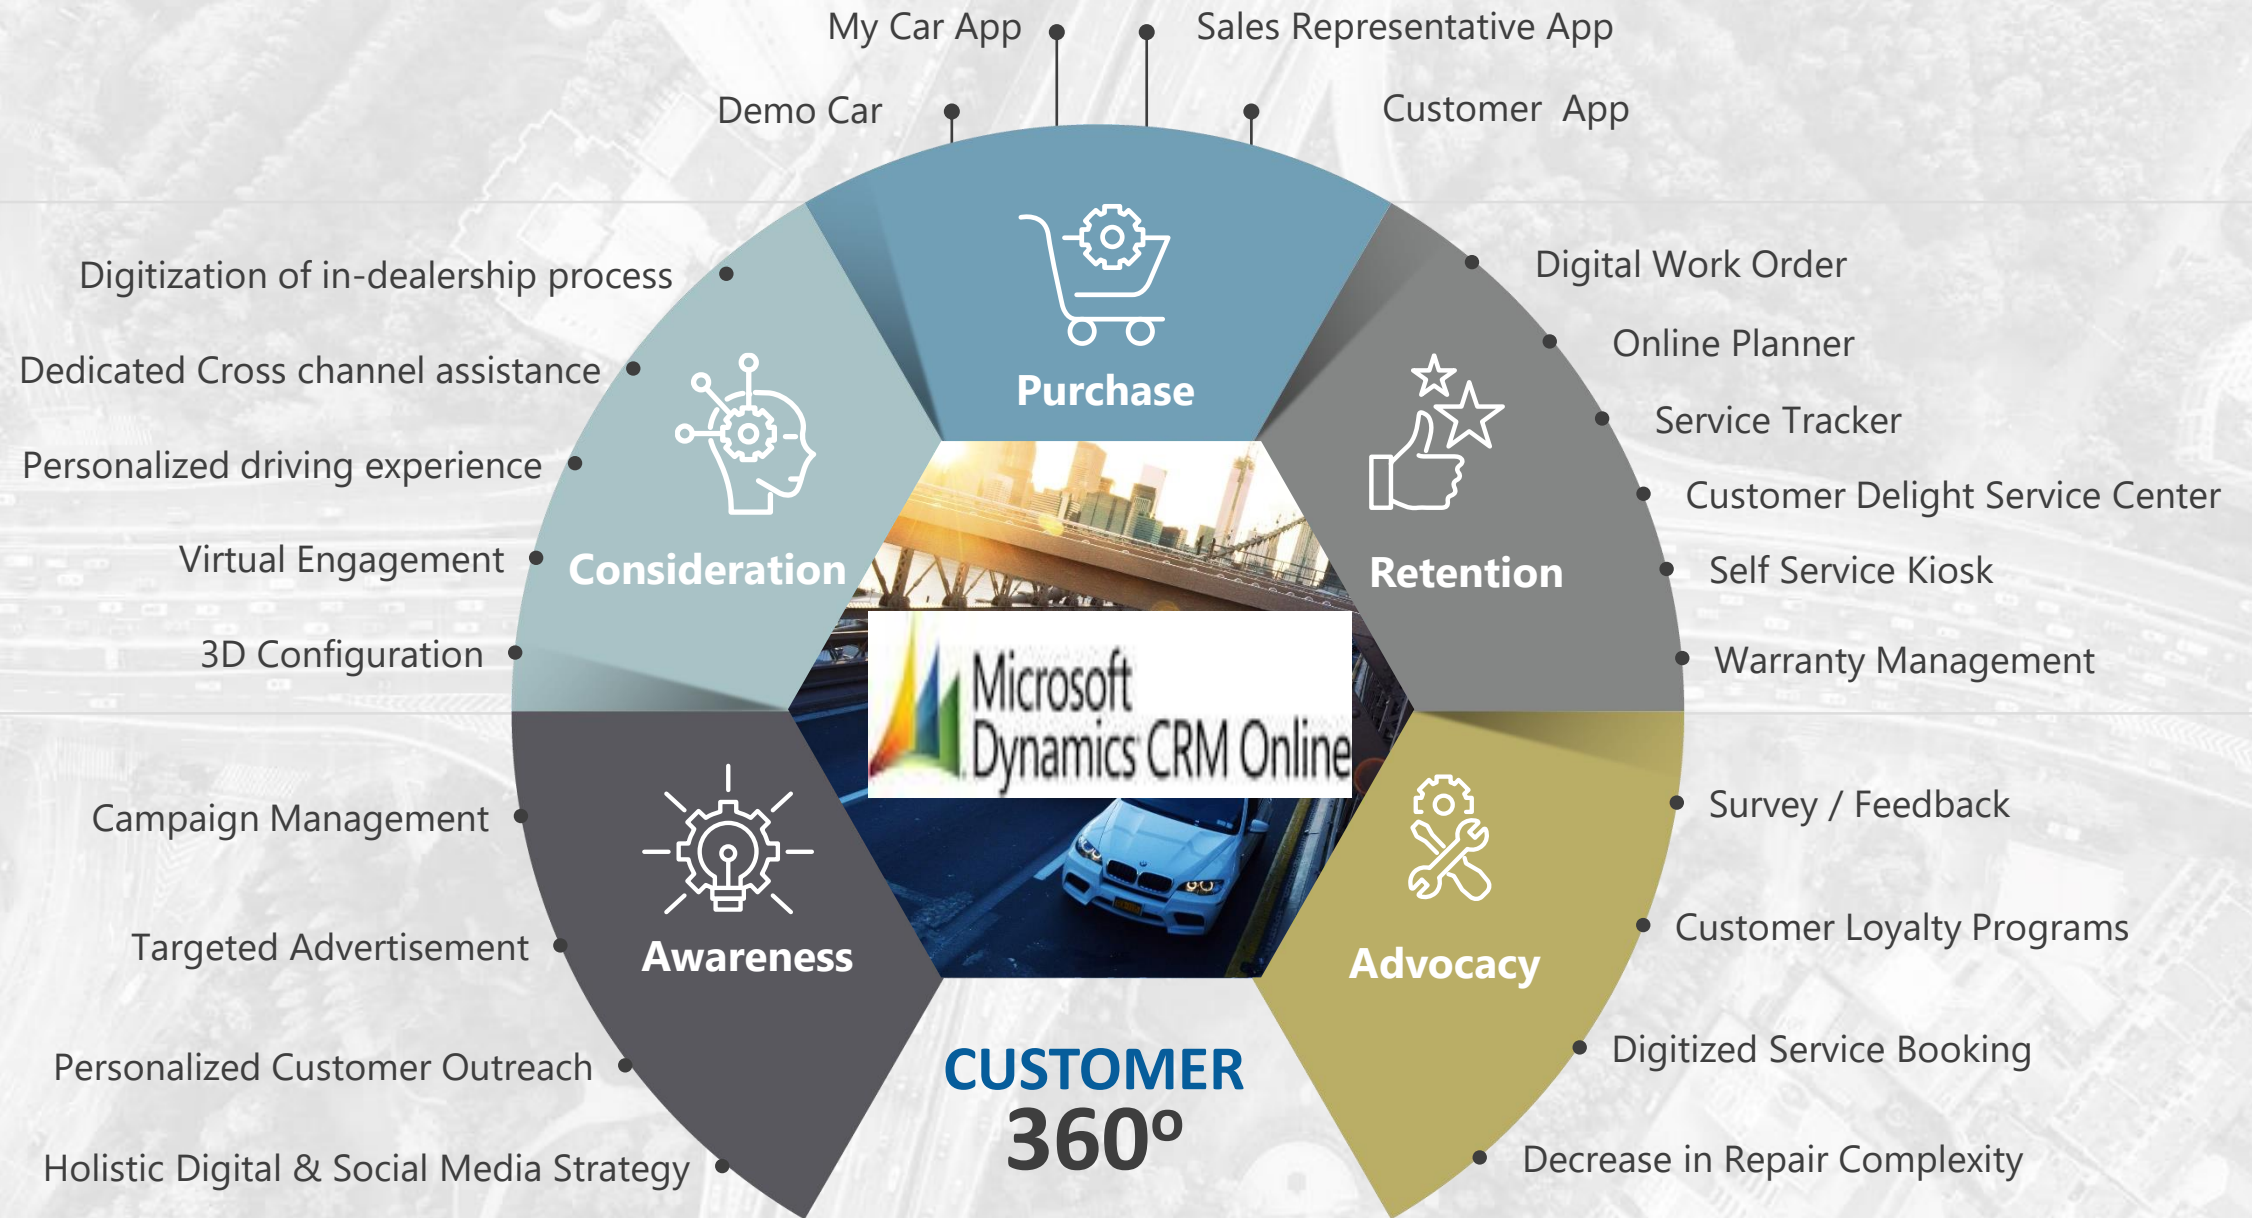 My Car App
Sales Representative App
Demo Car
Customer App
Digitization of in-dealership process
Dedicated Cross channel assistance
Personalized driving experience
Virtual Engagement
3D Configuration
Consideration
Purchase
Digital Work Order
Online Planner
Service Tracker
Customer Delight Service Center
Self Service Kiosk
Warranty Management
Retention
Microsoft
Dynamics CRM Online
Campaign Management
Targeted Advertisement
Personalized Customer Outreach
Holistic Digital & Social Media Strategy
Awareness
Survey / Feedback
Customer Loyalty Programs
Digitized Service Booking
Decrease in Repair Complexity
Advocacy
CUSTOMER
360º